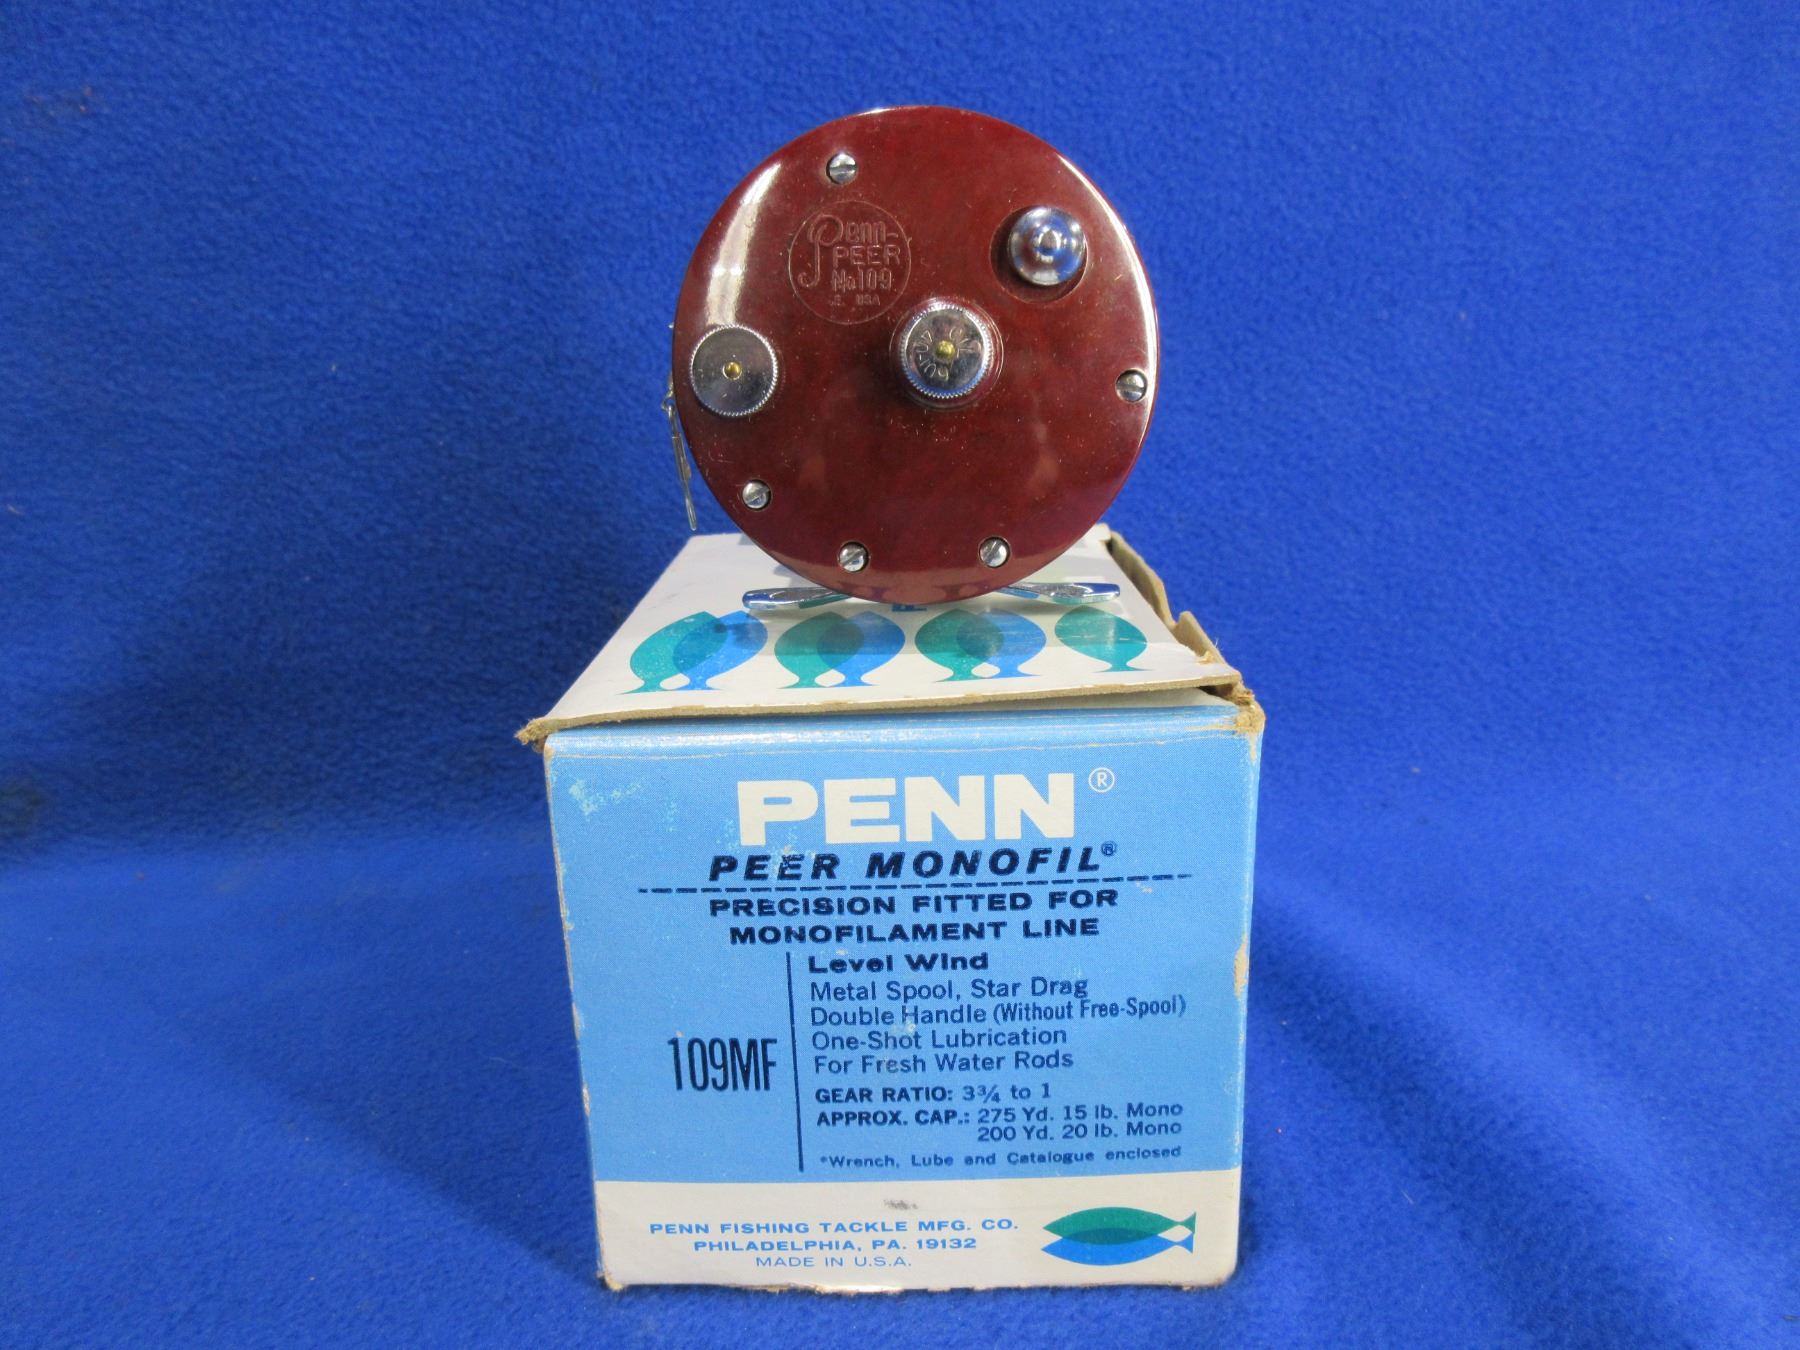 Penn-
PEER
No 109
USA
ON
PENN®
PEER MONOFIL®
PRECISION FITTED FOR
MONOFILAMENT LINE
Level Wind
Metal Spool, Star Drag
Double Handle (Without Free-Spool)
One-Shot Lubrication
For Fresh Water Rods
109MF
GEAR RATIO: 3¾ to 1
APPROX. CAP.: 275 Yd. 15 lb. Mono
200 Yd. 20 lb. Mono
*Wrench, Lube and Catalogue enclosed
PENN FISHING TACKLE MFG. CO.
PHILADELPHIA, PA. 19132
MADE IN U.S.A.